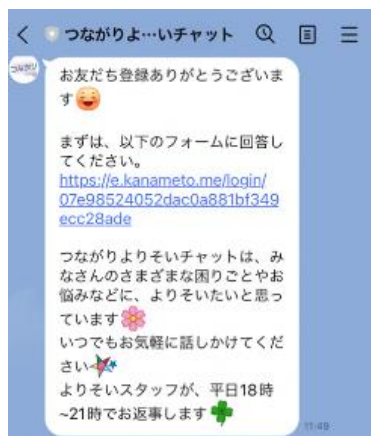 つながりよ…いチャット
お友だち登録ありがとうございま
す
まずは、以下のフォームに回答し
てください。
https://e.kanameto.me/login/
07e98524052dac0a881bf349
ecc28ade
つながりよりそいチャットは、み
なさんのさまざまな困りごとやお
悩みなどに、よりそいたいと思っ
ています
いつでもお気軽に話しかけてくだ
さい
よりそいスタッフが、平日18時
~21時でお返事します
11:49